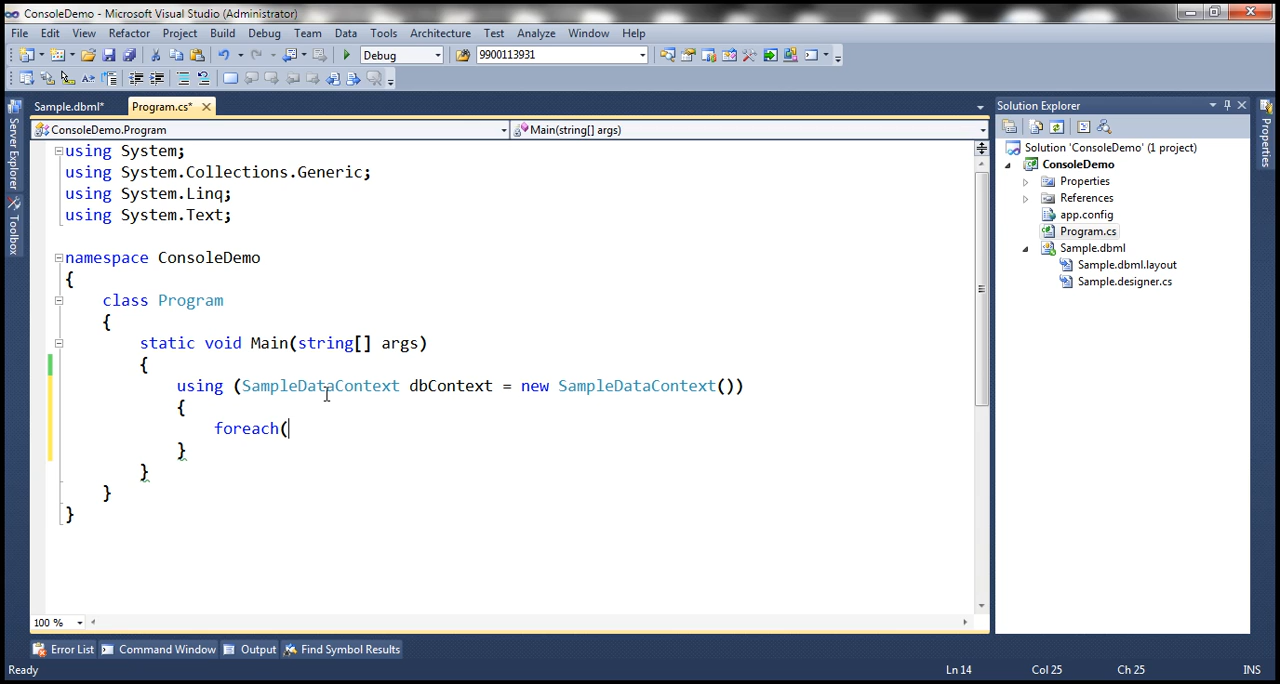 ConsoleDemo - Microsoft Visual Studio (Administrator)
File Edit View Refactor Project Build Debug Team Data Tools Architecture Test Analyze Window Help
Debug 9900113931
Sample.dbml* Program.cs*
ConsoleDemo.Program Main(string[] args)
using System;
using System.Collections.Generic;
using System.Linq;
using System.Text;
namespace ConsoleDemo
{
class Program
{
static void Main(string[] args)
{
using (SampleDataContext dbContext = new SampleDataContext())
{
foreach(
}
}
}
}
100 %
Server Explorer
Toolbox
Solution Explorer
Solution 'ConsoleDemo' (1 project)
ConsoleDemo
Properties
References
app.config
Program.cs
Sample.dbml
Sample.dbml.layout
Sample.designer.cs
Properties
Error List Command Window Output Find Symbol Results
Ready Ln 14 Col 25 Ch 25 INS